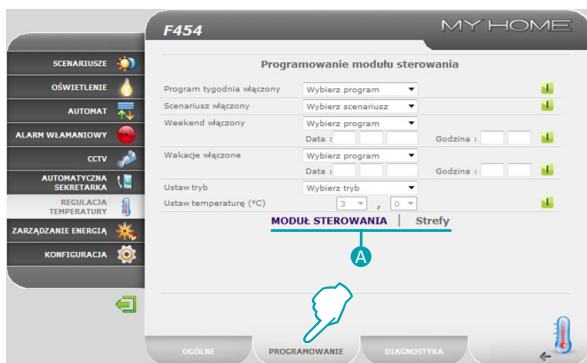 F454
MY HOME
SCENARIUSZE
OŚWIETLENIE
AUTOMAT
ALARM WŁAMANIOWY
CCTV
AUTOMATYCZNA
SEKRETARKA
REGULACJA
TEMPERATURY
ZARZĄDZANIE ENERGIĄ
KONFIGURACJA
Programowanie modułu sterowania
Program tygodnia włączony Wybierz program
Scenariusz włączony Wybierz scenariusz
Weekend włączony Wybierz program
Data : Godzina :
Wakacje włączone Wybierz program
Data : Godzina :
Ustaw tryb Wybierz tryb
Ustaw temperaturę (°C) 3 , 0
MODUŁ STEROWANIA | Strefy
A
OGÓLNE PROGRAMOWANIE DIAGNOSTYKA